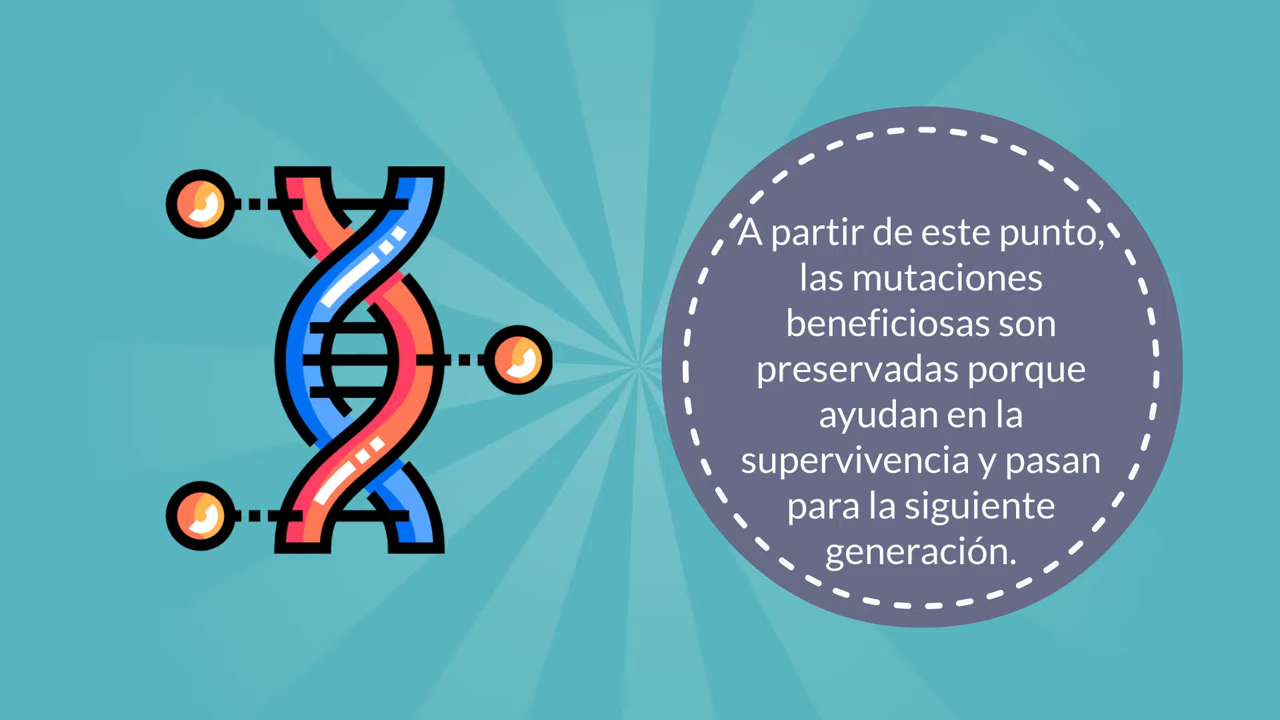 A partir de este punto,
las mutaciones
beneficiosas son
preservadas porque
ayudan en la
supervivencia y pasan
para la siguiente
generación.